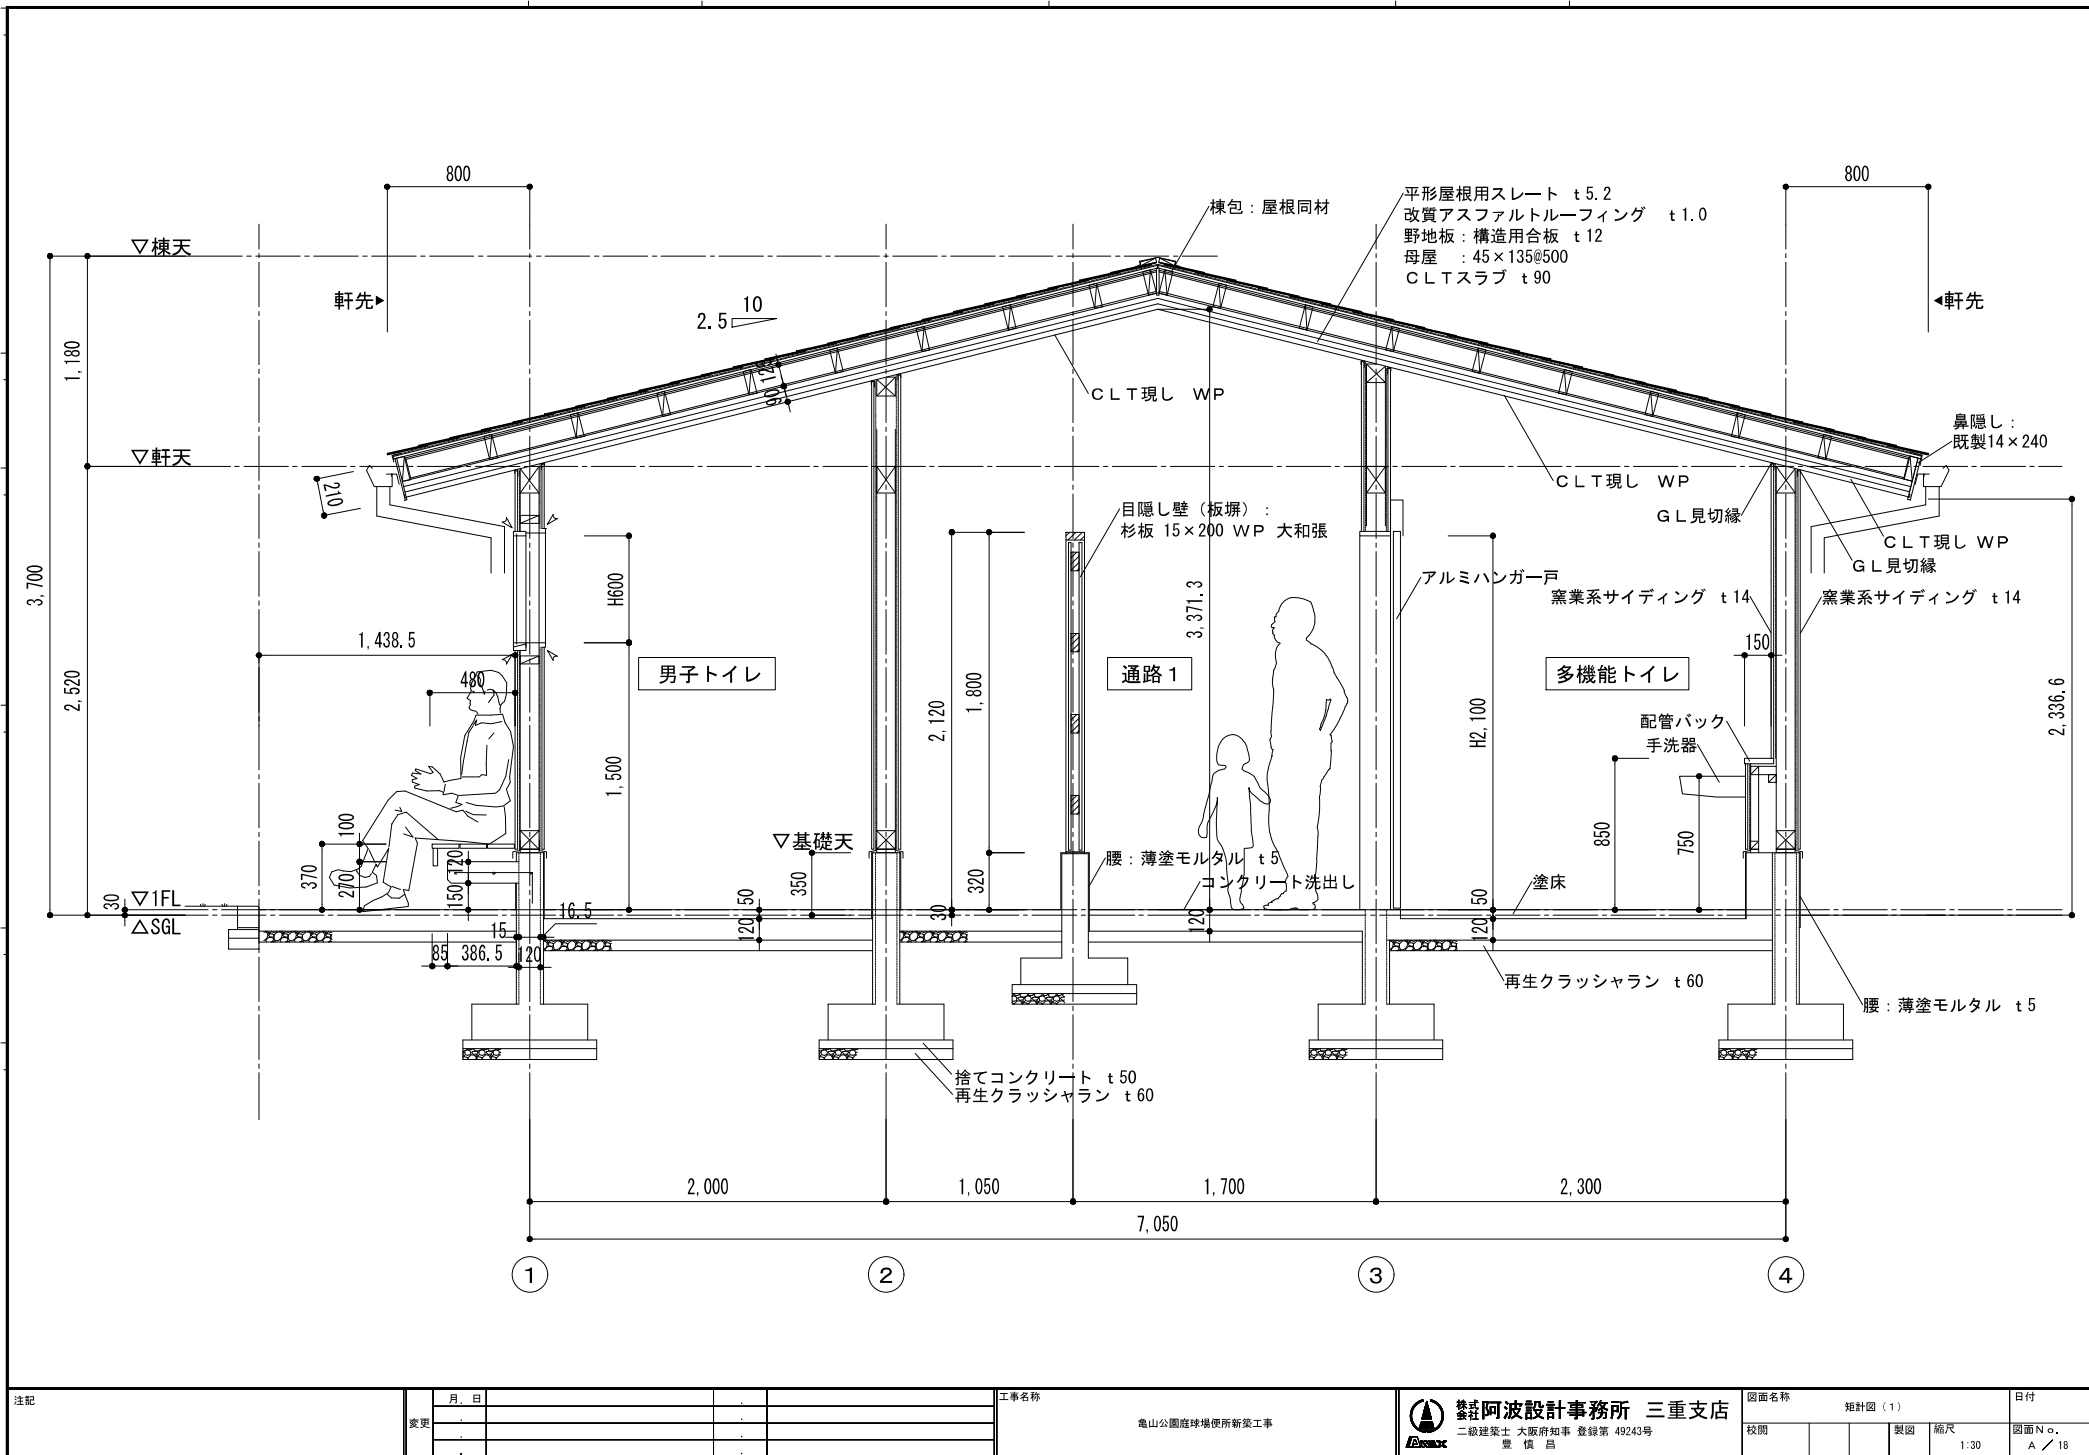 800
800
棟包：屋根同材
平形屋根用スレート t5.2
改質アスファルトルーフィング t1.0
野地板：構造用合板 t12
母屋 ：45×135@500
CLTスラブ t90
▽棟天
軒先
軒先
10
2.5
1,180
90
CLT現し WP
鼻隠し：
既製14×240
▽軒天
210
CLT現し WP
目隠し壁（板塀）：
杉板 15×200 WP 大和張
GL見切縁
CLT現し WP
GL見切縁
アルミハンガー戸
窯業系サイディング t14
窯業系サイディング t14
3,700
H600
3,371.3
1,438.5
150
男子トイレ
通路1
多機能トイレ
480
2,520
2,120
1,800
H2,100
2,336.6
配管バック
手洗器
1,500
850
750
▽基礎天
100
370
270
120
150
350
320
腰：薄塗モルタル t5
コンクリート洗出し
塗床
30
▽1FL
△SGL
16.5
50
120
30
120
50
120
15
85
386.5
120
再生クラッシャラン t60
腰：薄塗モルタル t5
捨てコンクリート t50
再生クラッシャラン t60
2,000
1,050
1,700
2,300
7,050
1
2
3
4
注記
変更
月．日
工事名称
亀山公園庭球場便所新築工事
株式会社阿波設計事務所 三重支店
二級建築士 大阪府知事 登録第 49243号
豊 慎 昌
図面名称
矩計図（1）
日付
校閲
製図
縮尺
1:30
図面No.
A／18